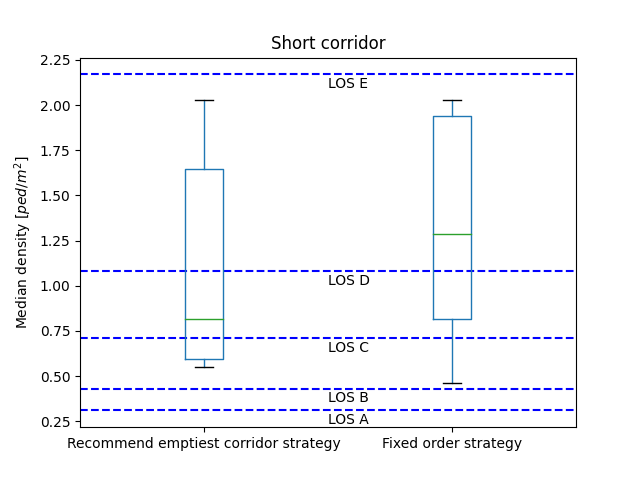 Short corridor
Median density [ped/m²]
2.25
2.00
1.75
1.50
1.25
1.00
0.75
0.50
0.25
LOS E
LOS D
LOS C
LOS B
LOS A
Recommend emptiest corridor strategy
Fixed order strategy